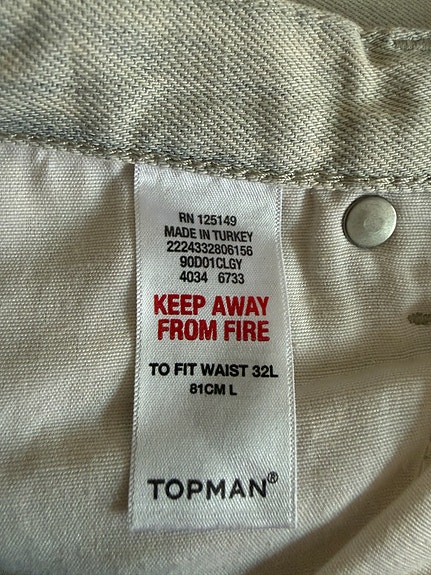 RN 125149
MADE IN TURKEY
2224332806156
90D01CLGY
4034 6733
KEEP AWAY
FROM FIRE
TO FIT WAIST 32L
81CM L
TOPMAN®